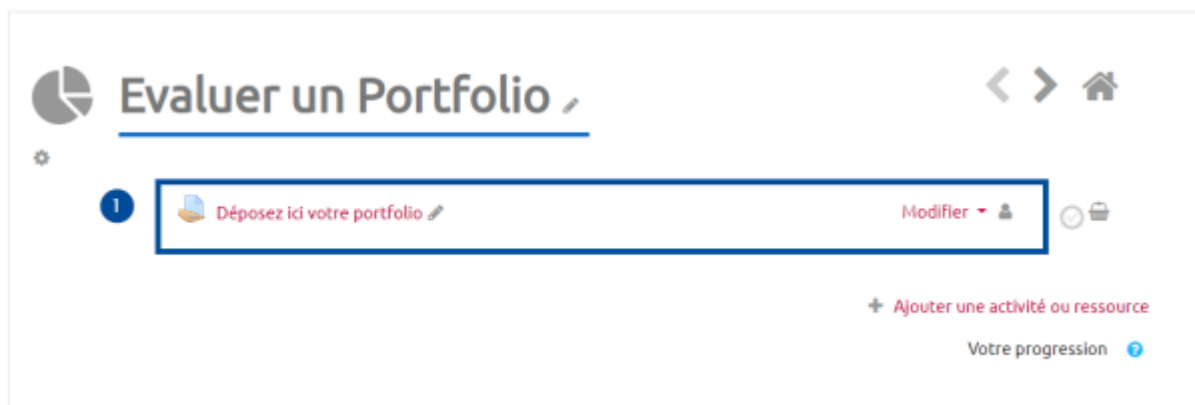 Evaluer un Portfolio
1
Déposez ici votre portfolio
Modifier
Ajouter une activité ou ressource
Votre progression ?